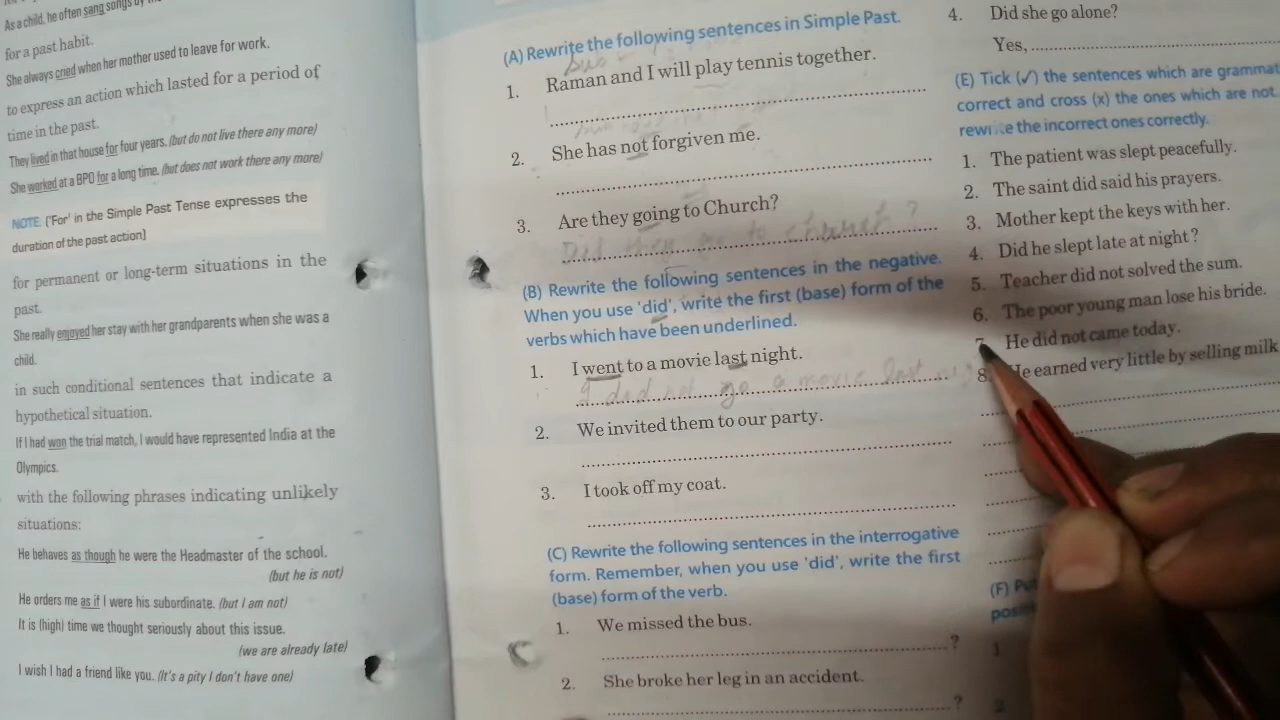 As a child, he often sang songs by
for a past habit.
She always cried when her mother used to leave for work.
to express an action which lasted for a period of
time in the past.
They lived in that house for four years. (but do not live there any more)
She worked at a BPO for a long time. (but does not work there any more)
NOTE: ('For' in the Simple Past Tense expresses the
duration of the past action)
for permanent or long-term situations in the
past.
She really enjoyed her stay with her grandparents when she was a
child.
in such conditional sentences that indicate a
hypothetical situation.
If I had won the trial match, I would have represented India at the
Olympics.
with the following phrases indicating unlikely
situations:
He behaves as though he were the Headmaster of the school.
(but he is not)
He orders me as if I were his subordinate. (but I am not)
It is (high) time we thought seriously about this issue.
(we are already late)
I wish I had a friend like you. (It's a pity I don't have one)
(A) Rewrite the following sentences in Simple Past.
1. Raman and I will play tennis together.
2. She has not forgiven me.
3. Are they going to Church?
Did they go to church?
(B) Rewrite the following sentences in the negative.
When you use 'did', write the first (base) form of the
verbs which have been underlined.
1. I went to a movie last night.
I did not go a movie last
2. We invited them to our party.
3. I took off my coat.
(C) Rewrite the following sentences in the interrogative
form. Remember, when you use 'did', write the first
(base) form of the verb.
1. We missed the bus.
?
2. She broke her leg in an accident.
?
4. Did she go alone?
Yes,
(E) Tick (✓) the sentences which are grammat
correct and cross (x) the ones which are not.
rewrite the incorrect ones correctly.
1. The patient was slept peacefully.
2. The saint did said his prayers.
3. Mother kept the keys with her.
4. Did he slept late at night?
5. Teacher did not solved the sum.
6. The poor young man lose his bride.
7. He did not came today.
8. He earned very little by selling milk
(F)
1
2